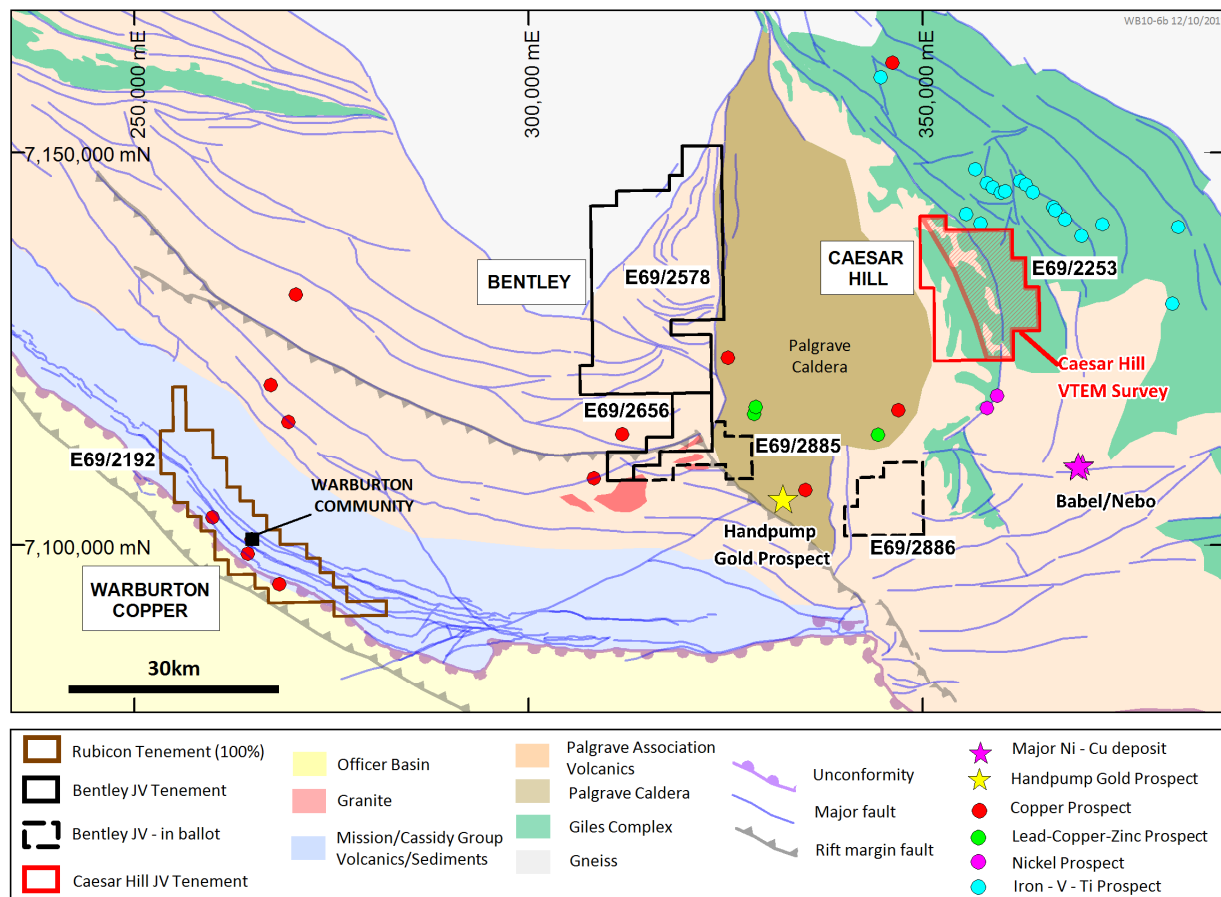 WB10-6b 12/10/201
250,000 mE
300,000 mE
350,000 mE
7,150,000 mN
7,100,000 mN
BENTLEY
E69/2578
CAESAR
HILL
E69/2253
Palgrave
Caldera
Caesar Hill
VTEM Survey
E69/2656
E69/2885
E69/2192
WARBURTON
COMMUNITY
Handpump
Gold Prospect
E69/2886
Babel/Nebo
WARBURTON
COPPER
30km
Rubicon Tenement (100%)
Bentley JV Tenement
Bentley JV - in ballot
Caesar Hill JV Tenement
Officer Basin
Granite
Mission/Cassidy Group
Volcanics/Sediments
Palgrave Association
Volcanics
Palgrave Caldera
Giles Complex
Gneiss
Unconformity
Major fault
Rift margin fault
Major Ni - Cu deposit
Handpump Gold Prospect
Copper Prospect
Lead-Copper-Zinc Prospect
Nickel Prospect
Iron - V - Ti Prospect